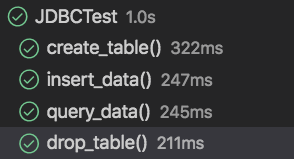 JDBCTest 1.0s
create_table() 322ms
insert_data() 247ms
query_data() 245ms
drop_table() 211ms